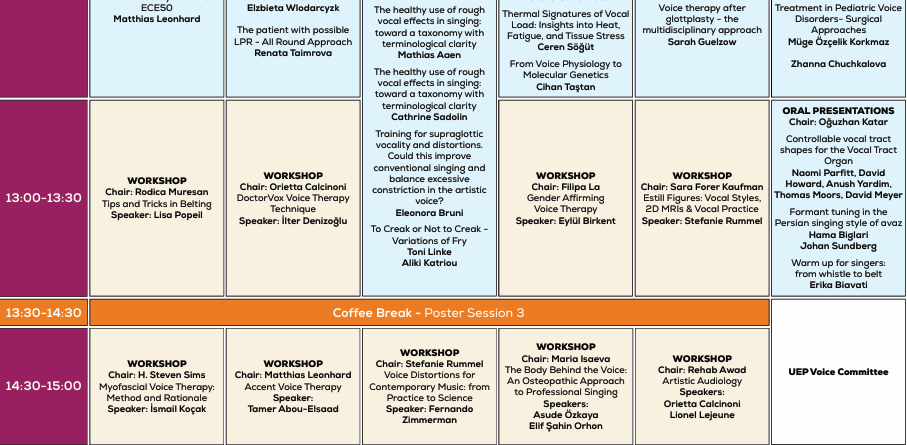 ECE50
Matthias Leonhard
Elzbieta Wlodarcyzk
The patient with possible
LPR - All Round Approach
Renata Taimrova
The healthy use of rough
vocal effects in singing:
toward a taxonomy with
terminological clarity
Mathias Aaen
The healthy use of rough
vocal effects in singing:
toward a taxonomy with
terminological clarity
Cathrine Sadolin
Training for supraglottic
vocality and distortions.
Could this improve
conventional singing and
balance excessive
constriction in the artistic
voice?
Eleonora Bruni
To Creak or Not to Creak -
Variations of Fry
Toni Linke
Aliki Katriou
Thermal Signatures of Vocal
Load: Insights into Heat,
Fatigue, and Tissue Stress
Ceren Söğüt
From Voice Physiology to
Molecular Genetics
Cihan Taştan
Voice therapy after
glottplasty - the
multidisciplinary approach
Sarah Guelzow
Treatment in Pediatric Voice
Disorders- Surgical
Approaches
Müge Özçelik Korkmaz
Zhanna Chuchkalova
13:00-13:30
WORKSHOP
Chair: Rodica Muresan
Tips and Tricks in Belting
Speaker: Lisa Popeil
WORKSHOP
Chair: Orietta Calcinoni
DoctorVox Voice Therapy
Technique
Speaker: İlter Denizoğlu
WORKSHOP
Chair: Filipa La
Gender Affirming
Voice Therapy
Speaker: Eylül Birkent
WORKSHOP
Chair: Sara Forer Kaufman
Estill Figures: Vocal Styles,
2D MRIs & Vocal Practice
Speaker: Stefanie Rummel
ORAL PRESENTATIONS
Chair: Oğuzhan Katar
Controllable vocal tract
shapes for the Vocal Tract
Organ
Naomi Parfitt, David
Howard, Anush Yardim,
Thomas Moors, David Meyer
Formant tuning in the
Persian singing style of avaz
Hama Biglari
Johan Sundberg
Warm up for singers:
from whistle to belt
Erika Biavati
13:30-14:30
Coffee Break - Poster Session 3
14:30-15:00
WORKSHOP
Chair: H. Steven Sims
Myofascial Voice Therapy:
Method and Rationale
Speaker: İsmail Koçak
WORKSHOP
Chair: Matthias Leonhard
Accent Voice Therapy
Speaker:
Tamer Abou-Elsaad
WORKSHOP
Chair: Stefanie Rummel
Voice Distortions for
Contemporary Music: from
Practice to Science
Speaker: Fernando
Zimmerman
WORKSHOP
Chair: Maria Isaeva
The Body Behind the Voice:
An Osteopathic Approach
to Professional Singing
Speakers:
Asude Özkaya
Elif Şahin Orhon
WORKSHOP
Chair: Rehab Awad
Artistic Audiology
Speakers:
Orietta Calcinoni
Lionel Lejeune
UEP Voice Committee